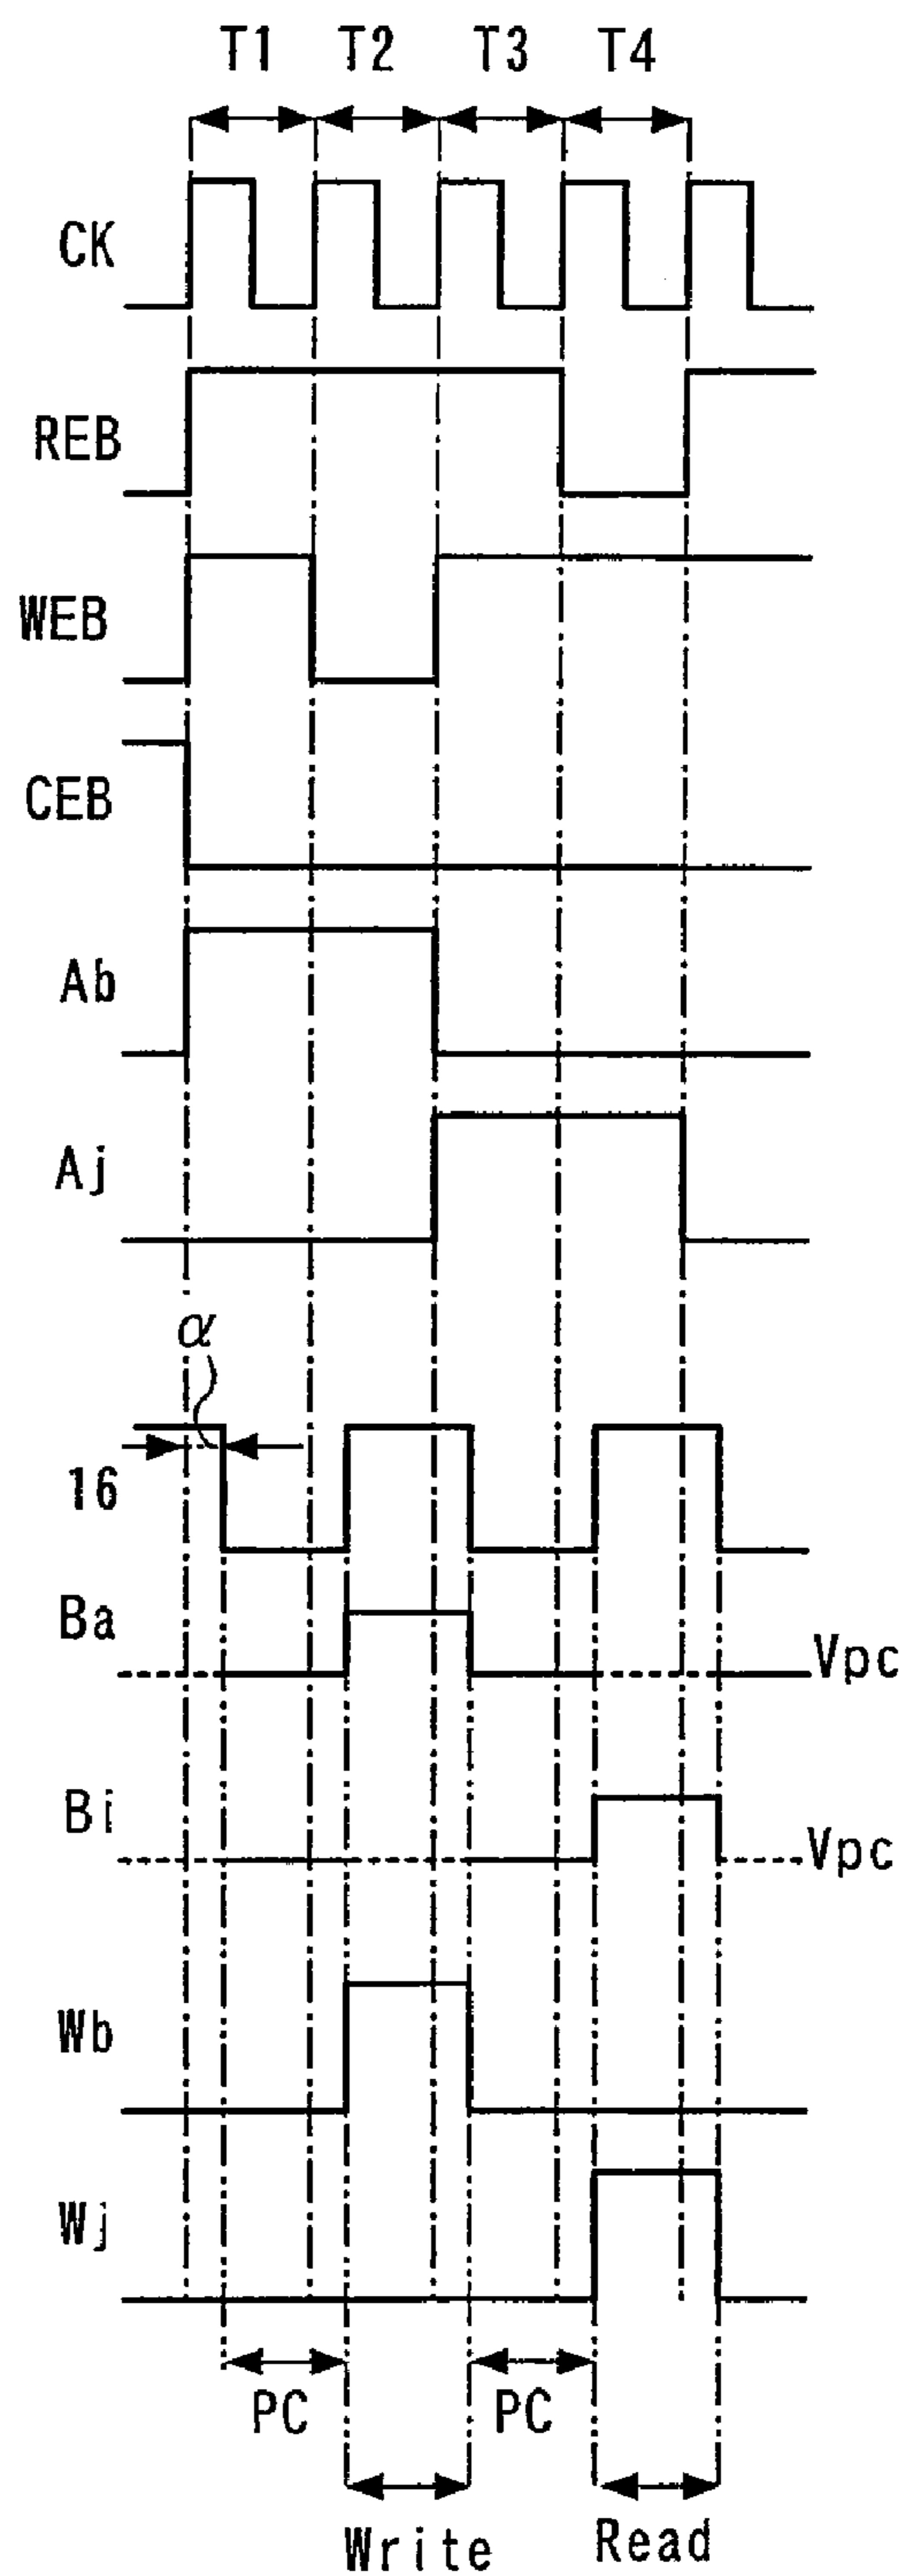 T1 T2 T3 T4
CK
REB
WEB
CEB
Ab
Aj
α
16
Ba
Vpc
Bi
Vpc
Wb
Wj
PC PC
Write Read